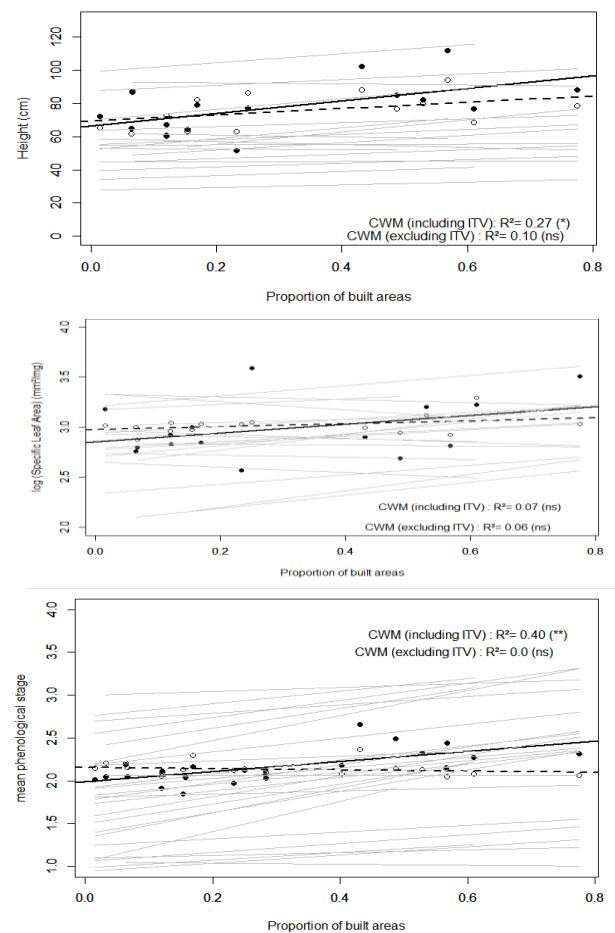 120
100
80
60
40
20
0
Height (cm)
CWM (including ITV): R²= 0.27 (*)
CWM (excluding ITV) : R²= 0.10 (ns)
0.0 0.2 0.4 0.6 0.8
Proportion of built areas
4.0
3.5
3.0
2.5
2.0
log (Specific Leaf Area) (mm²/mg)
CWM (including ITV) : R²= 0.07 (ns)
CWM (excluding ITV) : R²= 0.06 (ns)
0.0 0.2 0.4 0.6 0.8
Proportion of built areas
4.0
3.5
3.0
2.5
2.0
1.5
1.0
mean phenological stage
CWM (including ITV) : R²= 0.40 (**)
CWM (excluding ITV) : R²= 0.0 (ns)
0.0 0.2 0.4 0.6 0.8
Proportion of built areas